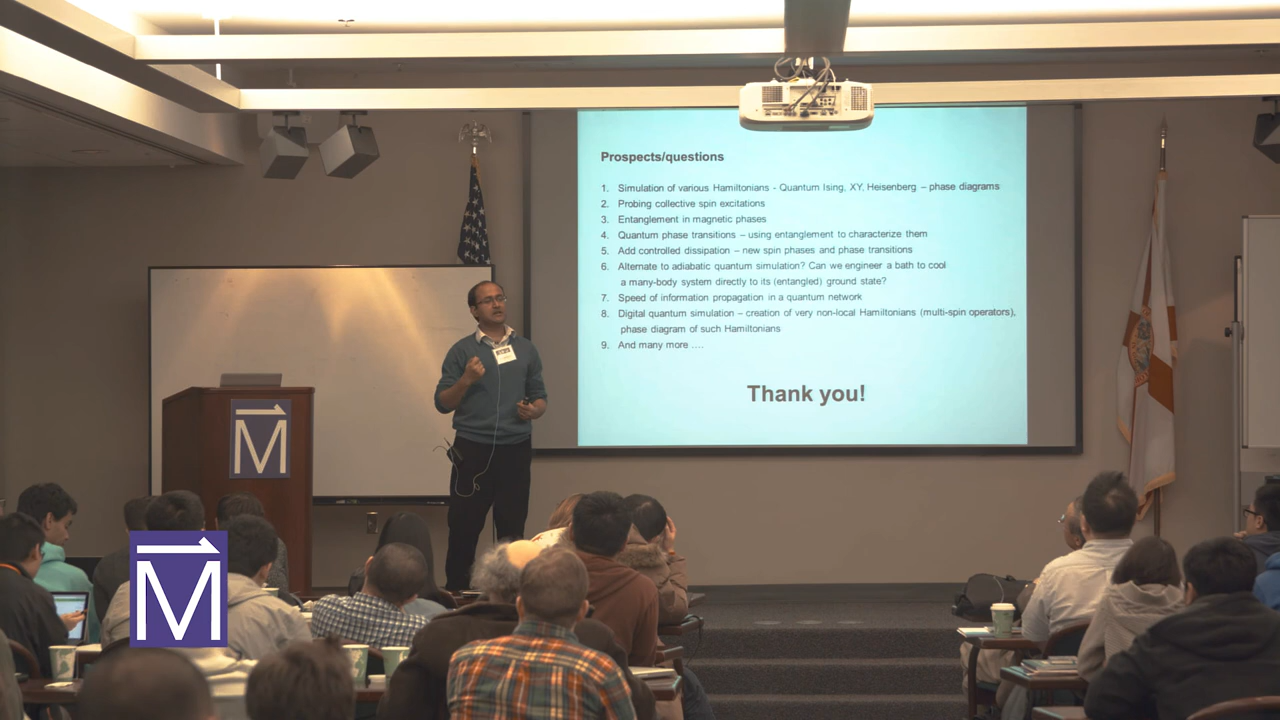 Prospects/questions
1. Simulation of various Hamiltonians - Quantum Ising, XY, Heisenberg – phase diagrams
2. Probing collective spin excitations
3. Entanglement in magnetic phases
4. Quantum phase transitions – using entanglement to characterize them
5. Add controlled dissipation – new spin phases and phase transitions
6. Alternate to adiabatic quantum simulation? Can we engineer a bath to cool
a many-body system directly to its (entangled) ground state?
7. Speed of information propagation in a quantum network
8. Digital quantum simulation – creation of very non-local Hamiltonians (multi-spin operators),
phase diagram of such Hamiltonians
9. And many more ....
Thank you!
M
M